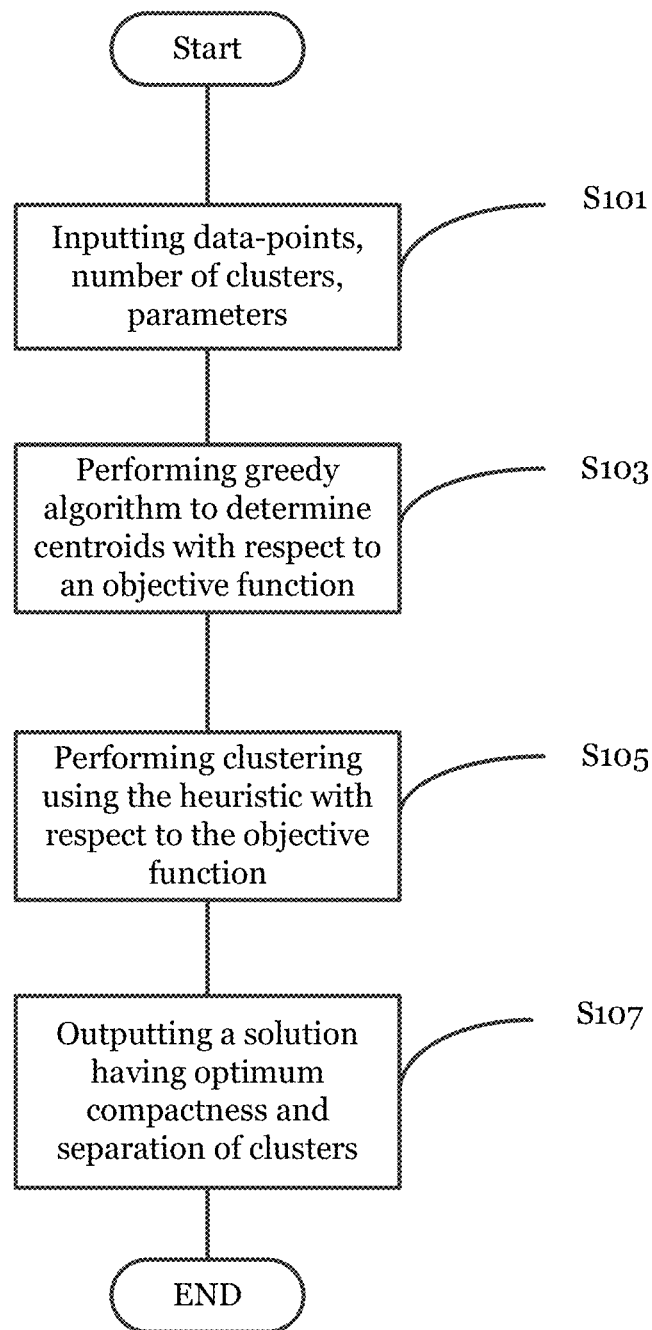 Start
S101
Inputting data-points,
number of clusters,
parameters
S103
Performing greedy
algorithm to determine
centroids with respect to
an objective function
S105
Performing clustering
using the heuristic with
respect to the objective
function
S107
Outputting a solution
having optimum
compactness and
separation of clusters
END